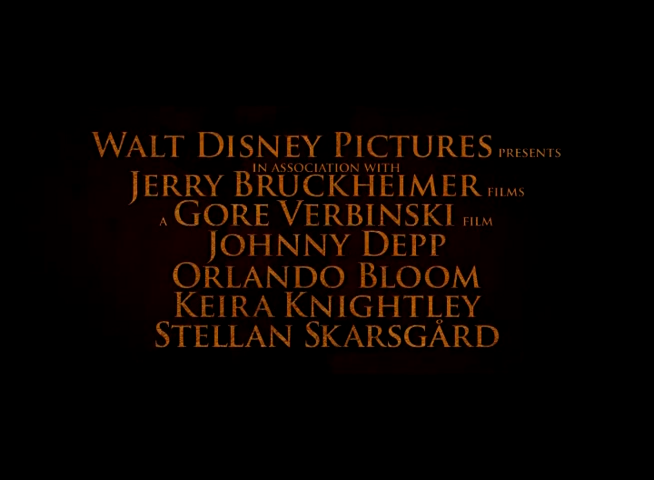 WALT DISNEY PICTURES PRESENTS
IN ASSOCIATION WITH
JERRY BRUCKHEIMER FILMS
A GORE VERBINSKI FILM
JOHNNY DEPP
ORLANDO BLOOM
KEIRA KNIGHTLEY
STELLAN SKARSGÅRD